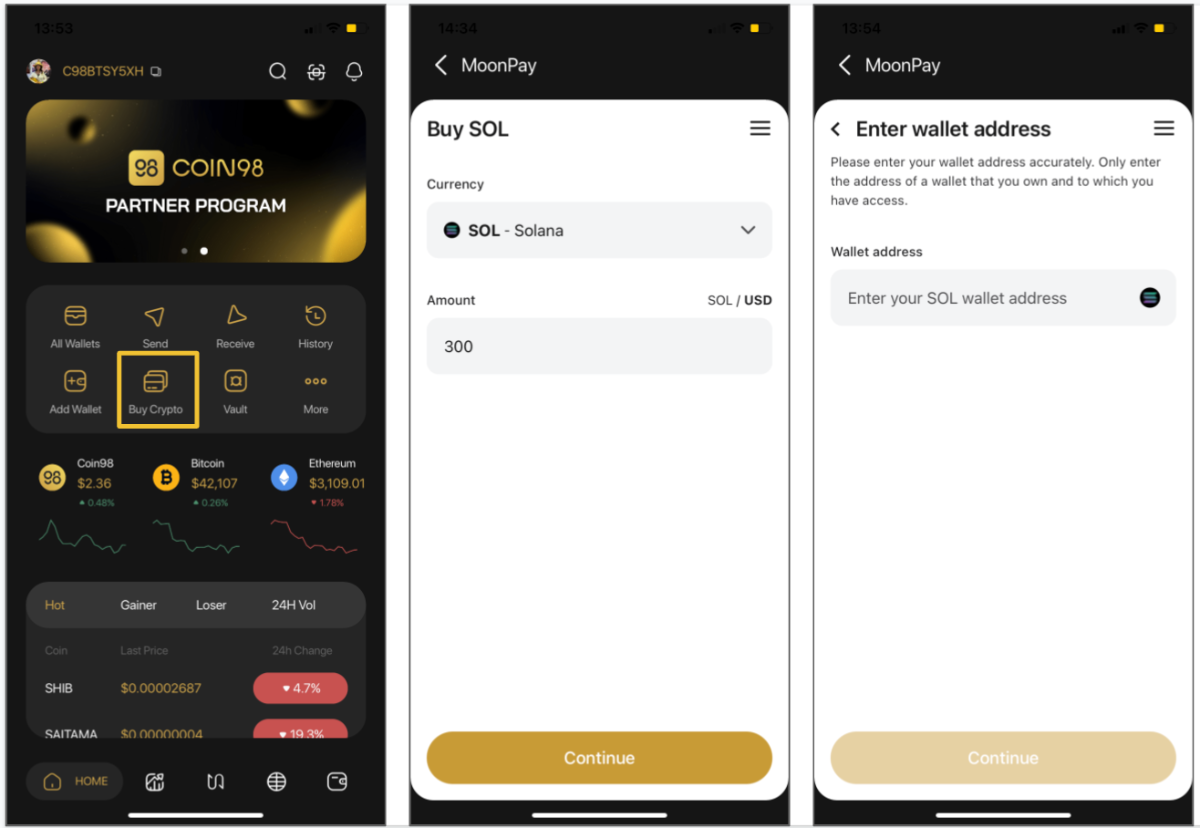 13:53
C98BTSY5XH
98 COIN98
PARTNER PROGRAM
All Wallets
Send
Receive
History
Add Wallet
Buy Crypto
Vault
More
98
Coin98
$2.36
0.48%
Bitcoin
$42,107
0.26%
Ethereum
$3,109.01
1.78%
Hot
Gainer
Loser
24H Vol
Coin
Last Price
24h Change
SHIB
$0.00002687
4.7%
SAITAMA
$0.00000004
19.3%
HOME
14:34
MoonPay
Buy SOL
Currency
SOL - Solana
Amount
SOL / USD
300
Continue
13:54
MoonPay
Enter wallet address
Please enter your wallet address accurately. Only enter
the address of a wallet that you own and to which you
have access.
Wallet address
Enter your SOL wallet address
Continue